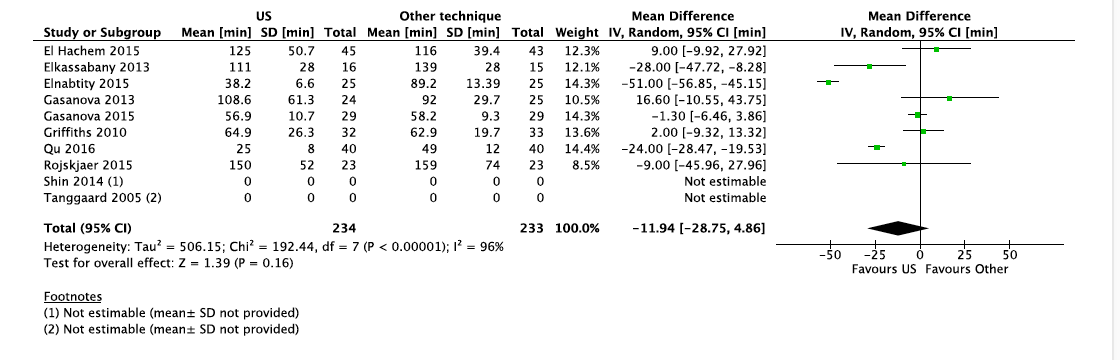 US Other technique Mean Difference Mean Difference
Study or Subgroup Mean [min] SD [min] Total Mean [min] SD [min] Total Weight IV, Random, 95% CI [min] IV, Random, 95% CI [min]
El Hachem 2015 125 50.7 45 116 39.4 43 12.3% 9.00 [-9.92, 27.92]
Elkassabany 2013 111 28 16 139 28 15 12.1% -28.00 [-47.72, -8.28]
Elnabtity 2015 38.2 6.6 25 89.2 13.39 25 14.3% -51.00 [-56.85, -45.15]
Gasanova 2013 108.6 61.3 24 92 29.7 25 10.5% 16.60 [-10.55, 43.75]
Gasanova 2015 56.9 10.7 29 58.2 9.3 29 14.3% -1.30 [-6.46, 3.86]
Griffiths 2010 64.9 26.3 32 62.9 19.7 33 13.6% 2.00 [-9.32, 13.32]
Qu 2016 25 8 40 49 12 40 14.4% -24.00 [-28.47, -19.53]
Rojskjaer 2015 150 52 23 159 74 23 8.5% -9.00 [-45.96, 27.96]
Shin 2014 (1) 0 0 0 0 0 0 Not estimable
Tanggaard 2005 (2) 0 0 0 0 0 0 Not estimable
Total (95% CI) 234 233 100.0% -11.94 [-28.75, 4.86]
Heterogeneity: Tau² = 506.15; Chi² = 192.44, df = 7 (P < 0.00001); I² = 96%
Test for overall effect: Z = 1.39 (P = 0.16)
-50 -25 0 25 50
Favours US Favours Other
Footnotes
(1) Not estimable (mean± SD not provided)
(2) Not estimable (mean± SD not provided)